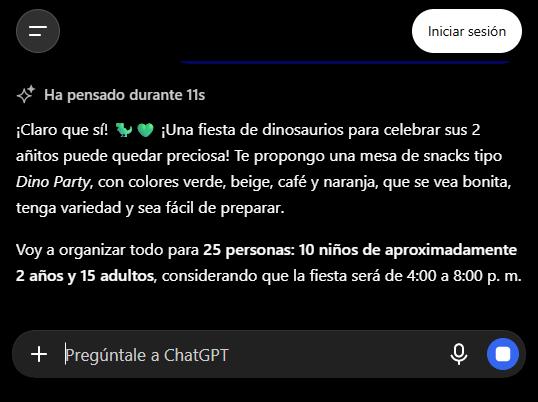 Iniciar sesión
Ha pensado durante 11s
¡Claro que sí! 🦖💚 ¡Una fiesta de dinosaurios para celebrar sus 2
añitos puede quedar preciosa! Te propongo una mesa de snacks tipo
Dino Party, con colores verde, beige, café y naranja, que se vea bonita,
tenga variedad y sea fácil de preparar.
Voy a organizar todo para 25 personas: 10 niños de aproximadamente
2 años y 15 adultos, considerando que la fiesta será de 4:00 a 8:00 p. m.
Pregúntale a ChatGPT